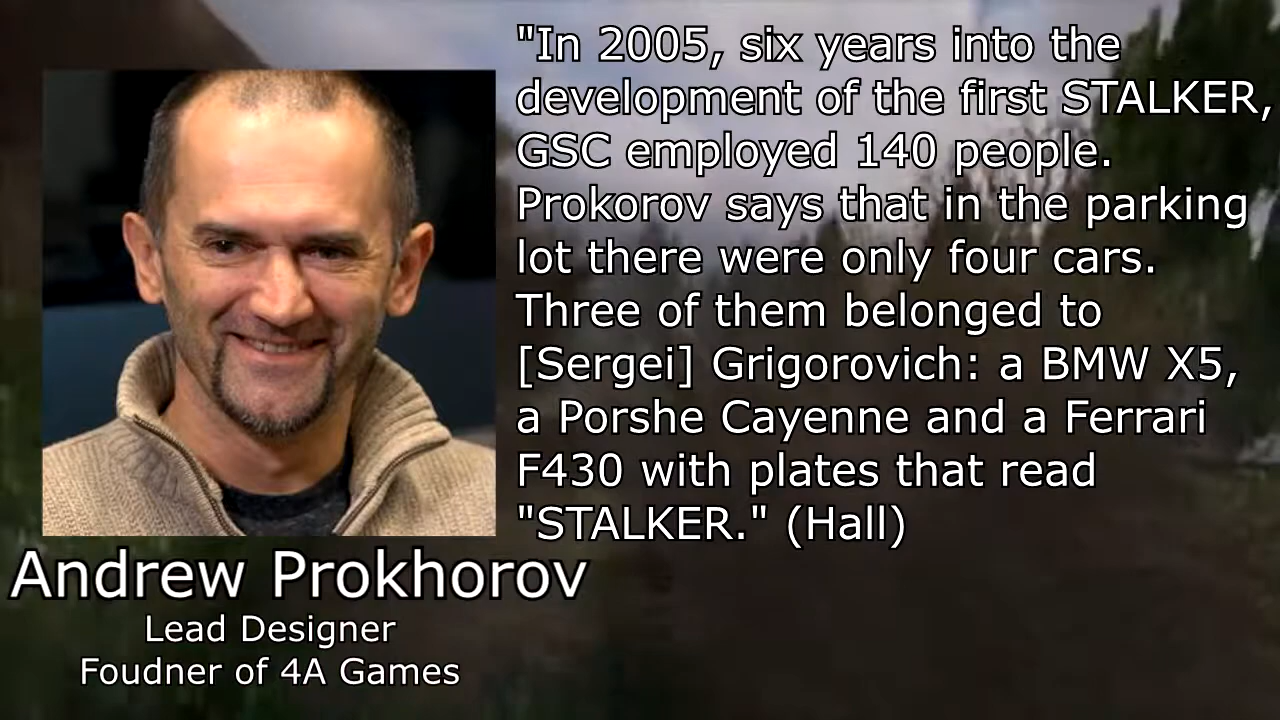 "In 2005, six years into the
development of the first STALKER,
GSC employed 140 people.
Prokorov says that in the parking
lot there were only four cars.
Three of them belonged to
[Sergei] Grigorovich: a BMW X5,
a Porshe Cayenne and a Ferrari
F430 with plates that read
"STALKER." (Hall)
Andrew Prokhorov
Lead Designer
Foudner of 4A Games